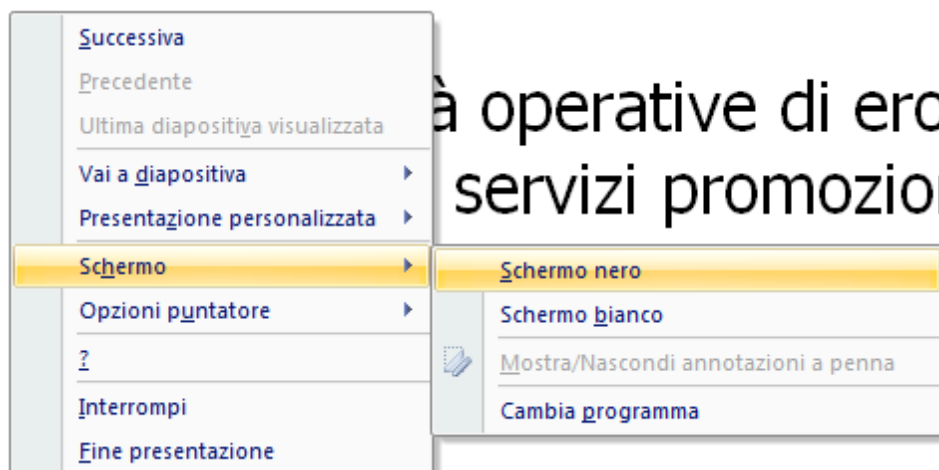 Successiva
Precedente
Ultima diapositiva visualizzata
Vai a diapositiva
Presentazione personalizzata
Schermo
Opzioni puntatore
?
Interrompi
Fine presentazione
à operative di ero
servizi promozio
Schermo nero
Schermo bianco
Mostra/Nascondi annotazioni a penna
Cambia programma